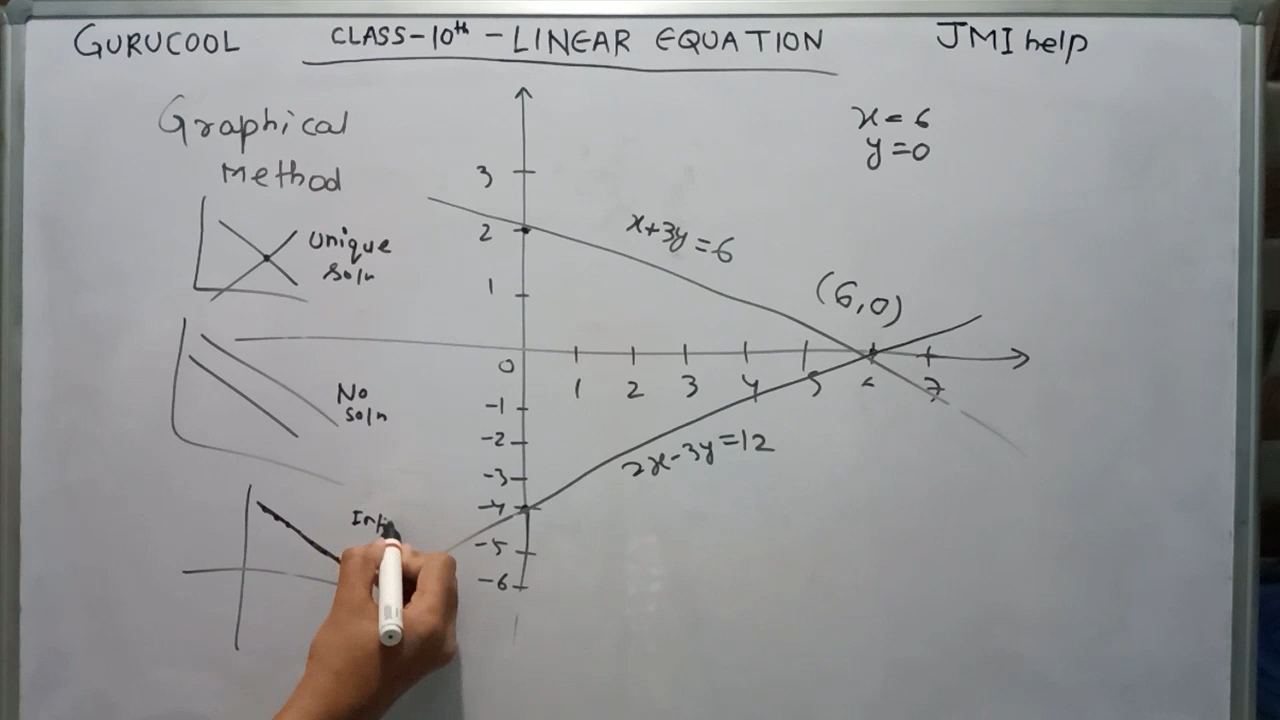 GURUCOOL
CLASS-10th - LINEAR EQUATION
JMI help
Graphical
Method
x = 6
y = 0
Unique
Soln
No
Soln
3
2
1
0
-1
-2
-3
-4
-5
-6
1 2 3 4 5 6 7
x+3y=6
(6,0)
2x-3y=12